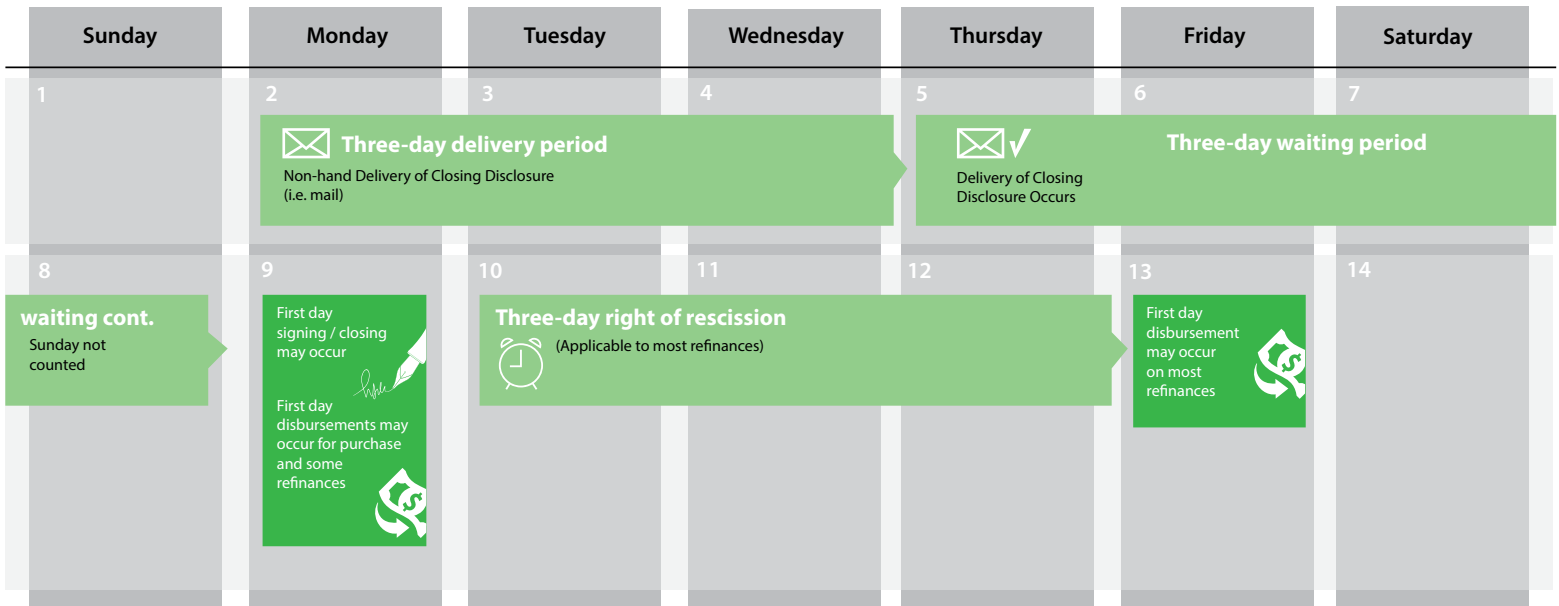 Sunday
Monday
Tuesday
Wednesday
Thursday
Friday
Saturday
1
2
3
4
5
6
7
Three-day delivery period
Non-hand Delivery of Closing Disclosure
(i.e. mail)
Three-day waiting period
Delivery of Closing
Disclosure Occurs
8
9
10
11
12
13
14
waiting cont.
Sunday not
counted
First day
signing / closing
may occur
First day
disbursements may
occur for purchase
and some
refinances
Three-day right of rescission
(Applicable to most refinances)
First day
disbursement
may occur
on most
refinances